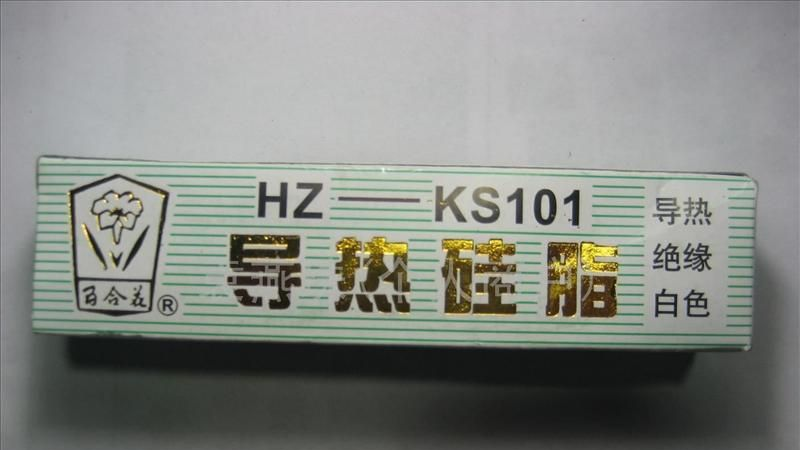 HZ — KS101
导热硅脂
导热
绝缘
白色
百合花®